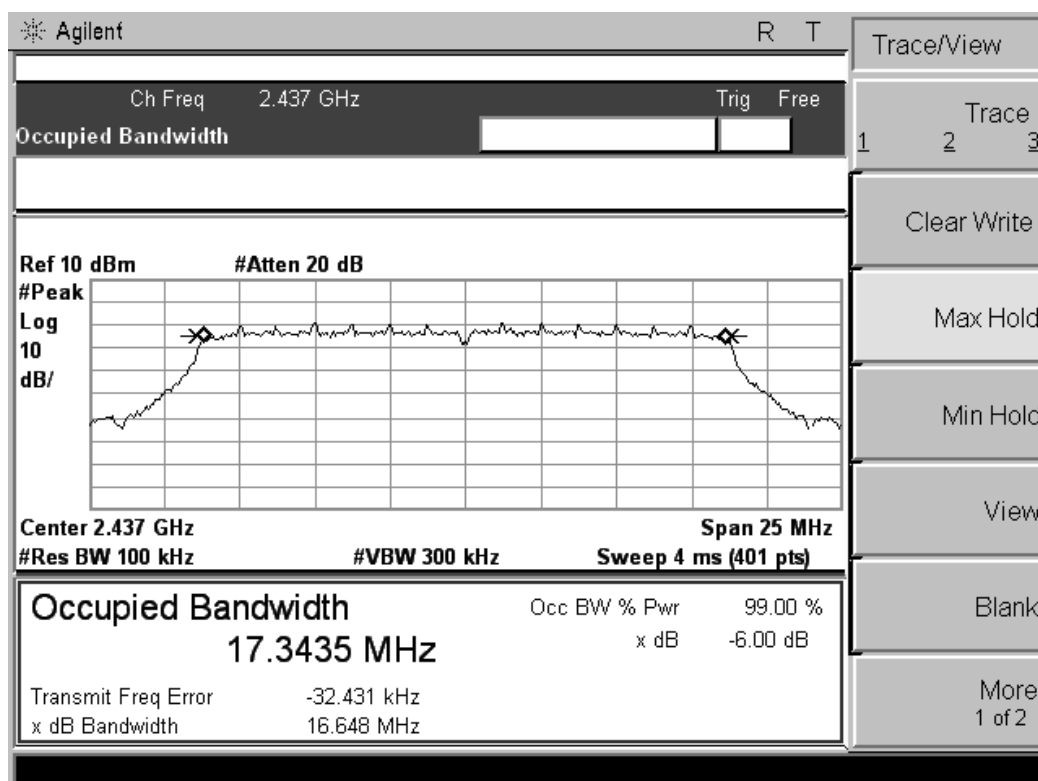 Agilent R T
Trace/View
Ch Freq 2.437 GHz Trig Free
Occupied Bandwidth
Trace
1 2 3
Clear Write
Ref 10 dBm #Atten 20 dB
#Peak
Log
10
dB/
Max Hold
Min Hold
Center 2.437 GHz Span 25 MHz
#Res BW 100 kHz #VBW 300 kHz Sweep 4 ms (401 pts)
View
Occupied Bandwidth
17.3435 MHz
Occ BW % Pwr 99.00 %
x dB -6.00 dB
Transmit Freq Error -32.431 kHz
x dB Bandwidth 16.648 MHz
Blank
More
1 of 2